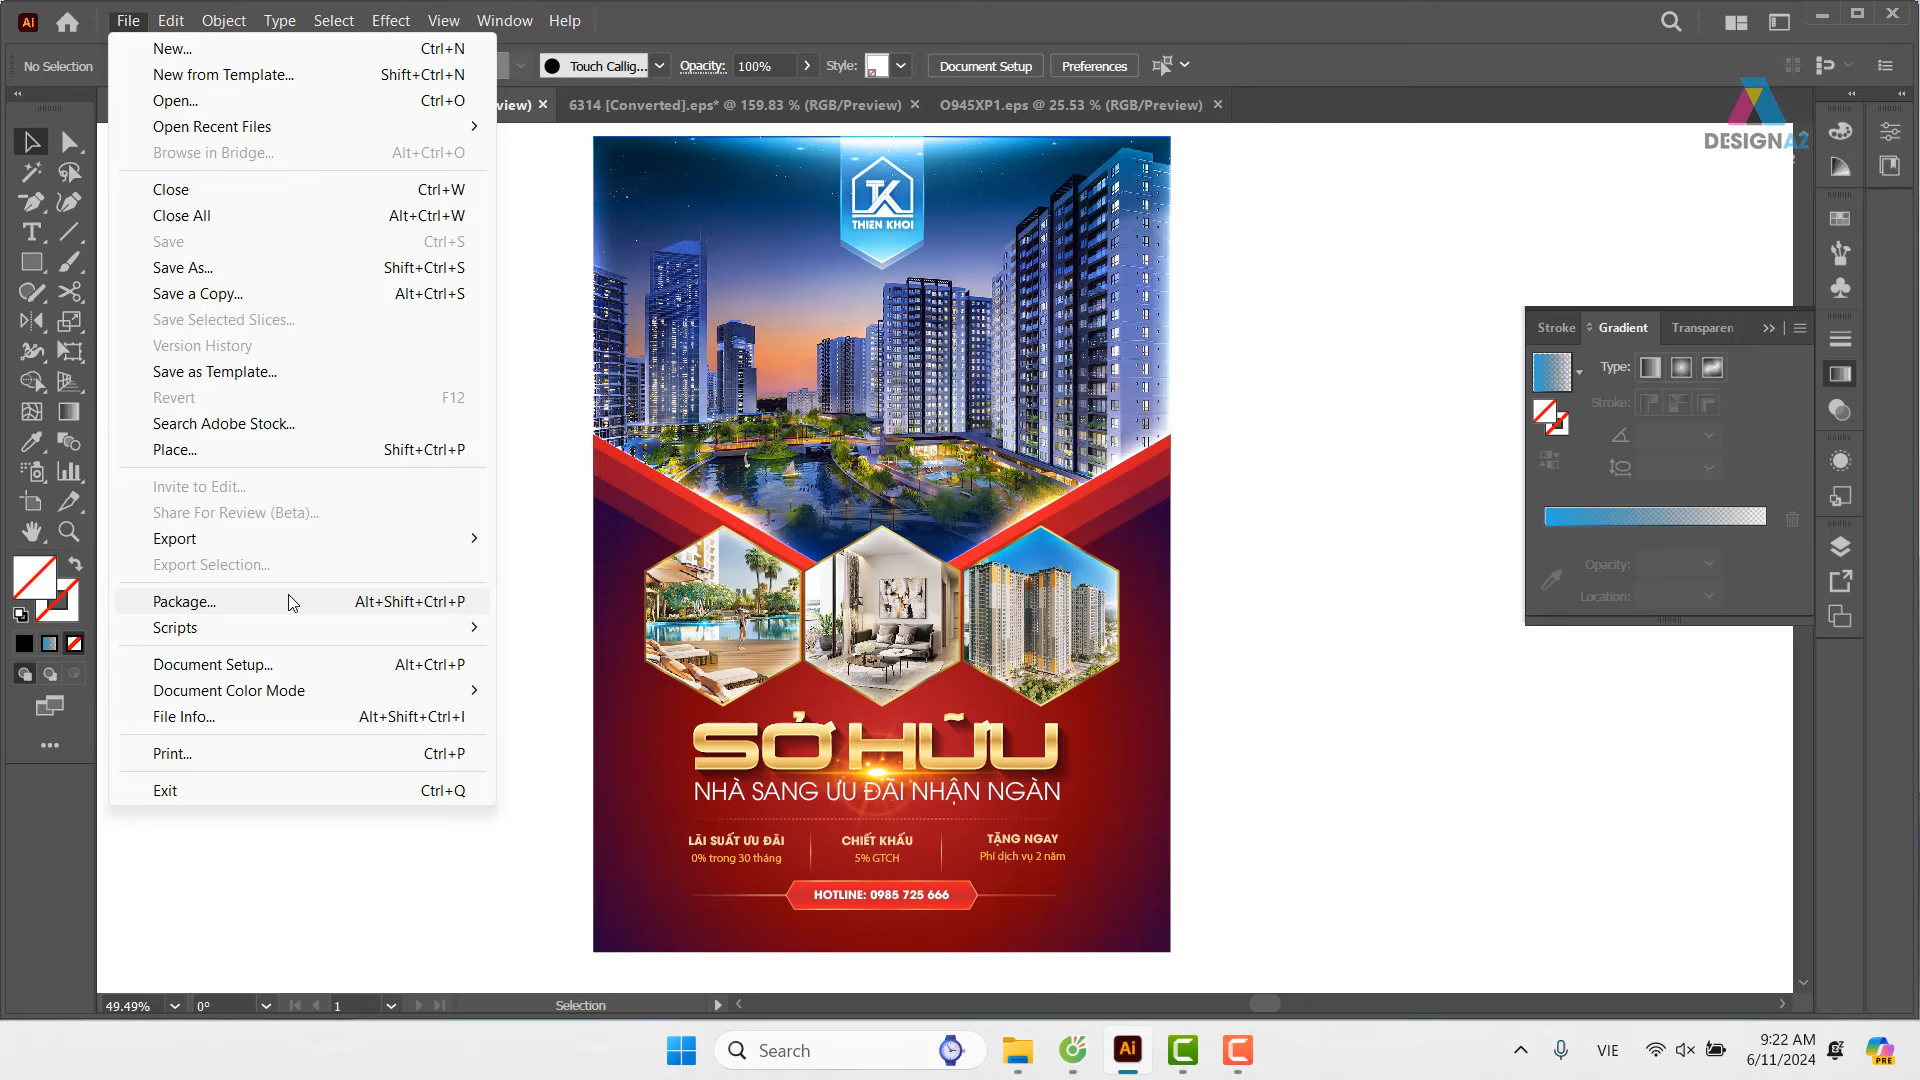 Ai File Edit Object Type Select Effect View Window Help
No Selection Touch Callig... Opacity: 100% Style: Document Setup Preferences
view) × 6314 [Converted].eps* @ 159.83 % (RGB/Preview) × O945XP1.eps @ 25.53 % (RGB/Preview) ×
New... Ctrl+N
New from Template... Shift+Ctrl+N
Open... Ctrl+O
Open Recent Files
Browse in Bridge... Alt+Ctrl+O
Close Ctrl+W
Close All Alt+Ctrl+W
Save Ctrl+S
Save As... Shift+Ctrl+S
Save a Copy... Alt+Ctrl+S
Save Selected Slices...
Version History
Save as Template...
Revert F12
Search Adobe Stock...
Place... Shift+Ctrl+P
Invite to Edit...
Share For Review (Beta)...
Export
Export Selection...
Package... Alt+Shift+Ctrl+P
Scripts
Document Setup... Alt+Ctrl+P
Document Color Mode
File Info... Alt+Shift+Ctrl+I
Print... Ctrl+P
Exit Ctrl+Q
TK
THIEN KHOI
SỞ HỮU
NHÀ SANG ƯU ĐÃI NHẬN NGÀN
LÃI SUẤT ƯU ĐÃI
0% trong 30 tháng
CHIẾT KHẤU
5% GTCH
TẶNG NGAY
Phí dịch vụ 2 năm
HOTLINE: 0985 725 666
DESIGNA2
Stroke Gradient Transparen
Type:
Stroke:
Opacity:
Location:
49.49% 0° 1 Selection
Search
Ai
VIE
9:22 AM
6/11/2024
PRE